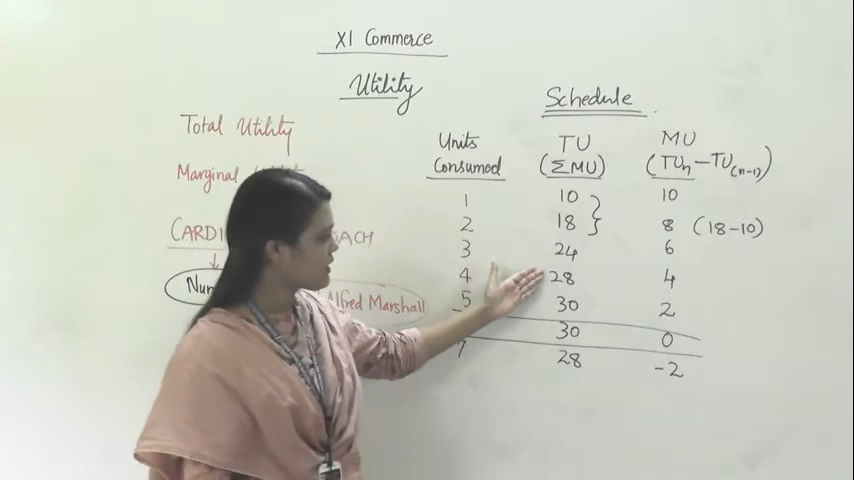 XI Commerce
Utility
Total Utility
Marginal
CARDI
Alfred Marshall
Schedule
Units Consumed TU (ΣMU) MU (TUn - TU(n-1))
1 10 10
2 18 8 (18-10)
3 24 6
4 28 4
5 30 2
30 0
7 28 -2